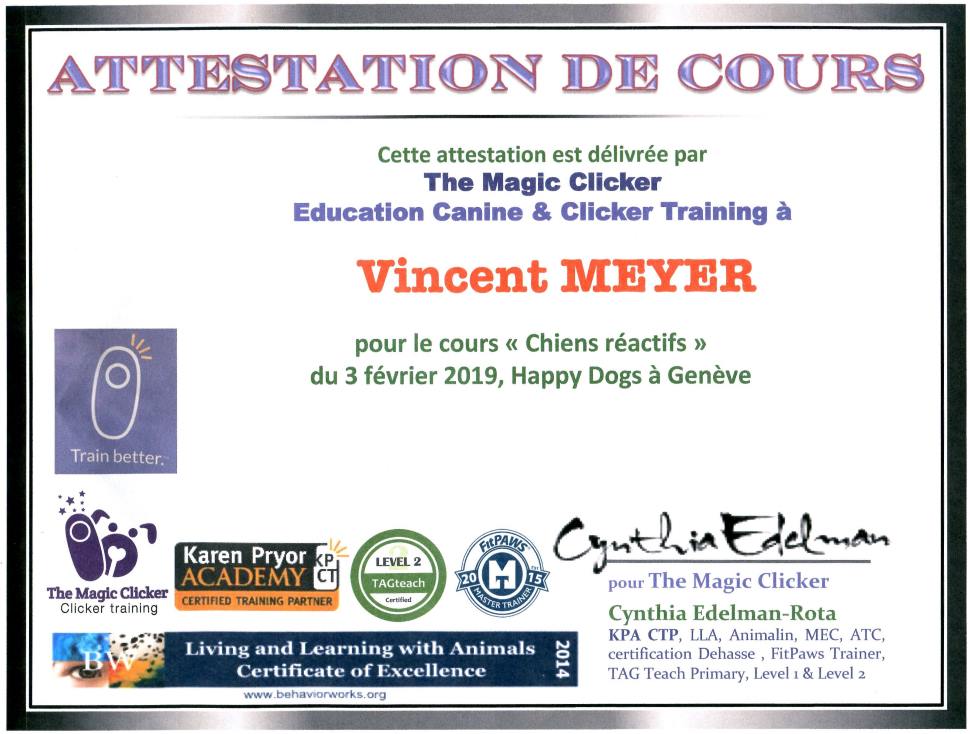 ATTESTATION DE COURS
Cette attestation est délivrée par
The Magic Clicker
Education Canine & Clicker Training à
Vincent MEYER
pour le cours « Chiens réactifs »
du 3 février 2019, Happy Dogs à Genève
Train better.
The Magic Clicker
Clicker training
Karen Pryor
ACADEMY
KP
CT
CERTIFIED TRAINING PARTNER
LEVEL 2
TAGteach
Certified
FitPAWS
EST
20 M 15
MASTER TRAINER
Cynthia Edelman
pour The Magic Clicker
Cynthia Edelman-Rota
KPA CTP, LLA, Animalin, MEC, ATC,
certification Dehasse , FitPaws Trainer,
TAG Teach Primary, Level 1 & Level 2
BW
Living and Learning with Animals
Certificate of Excellence
2014
www.behaviorworks.org